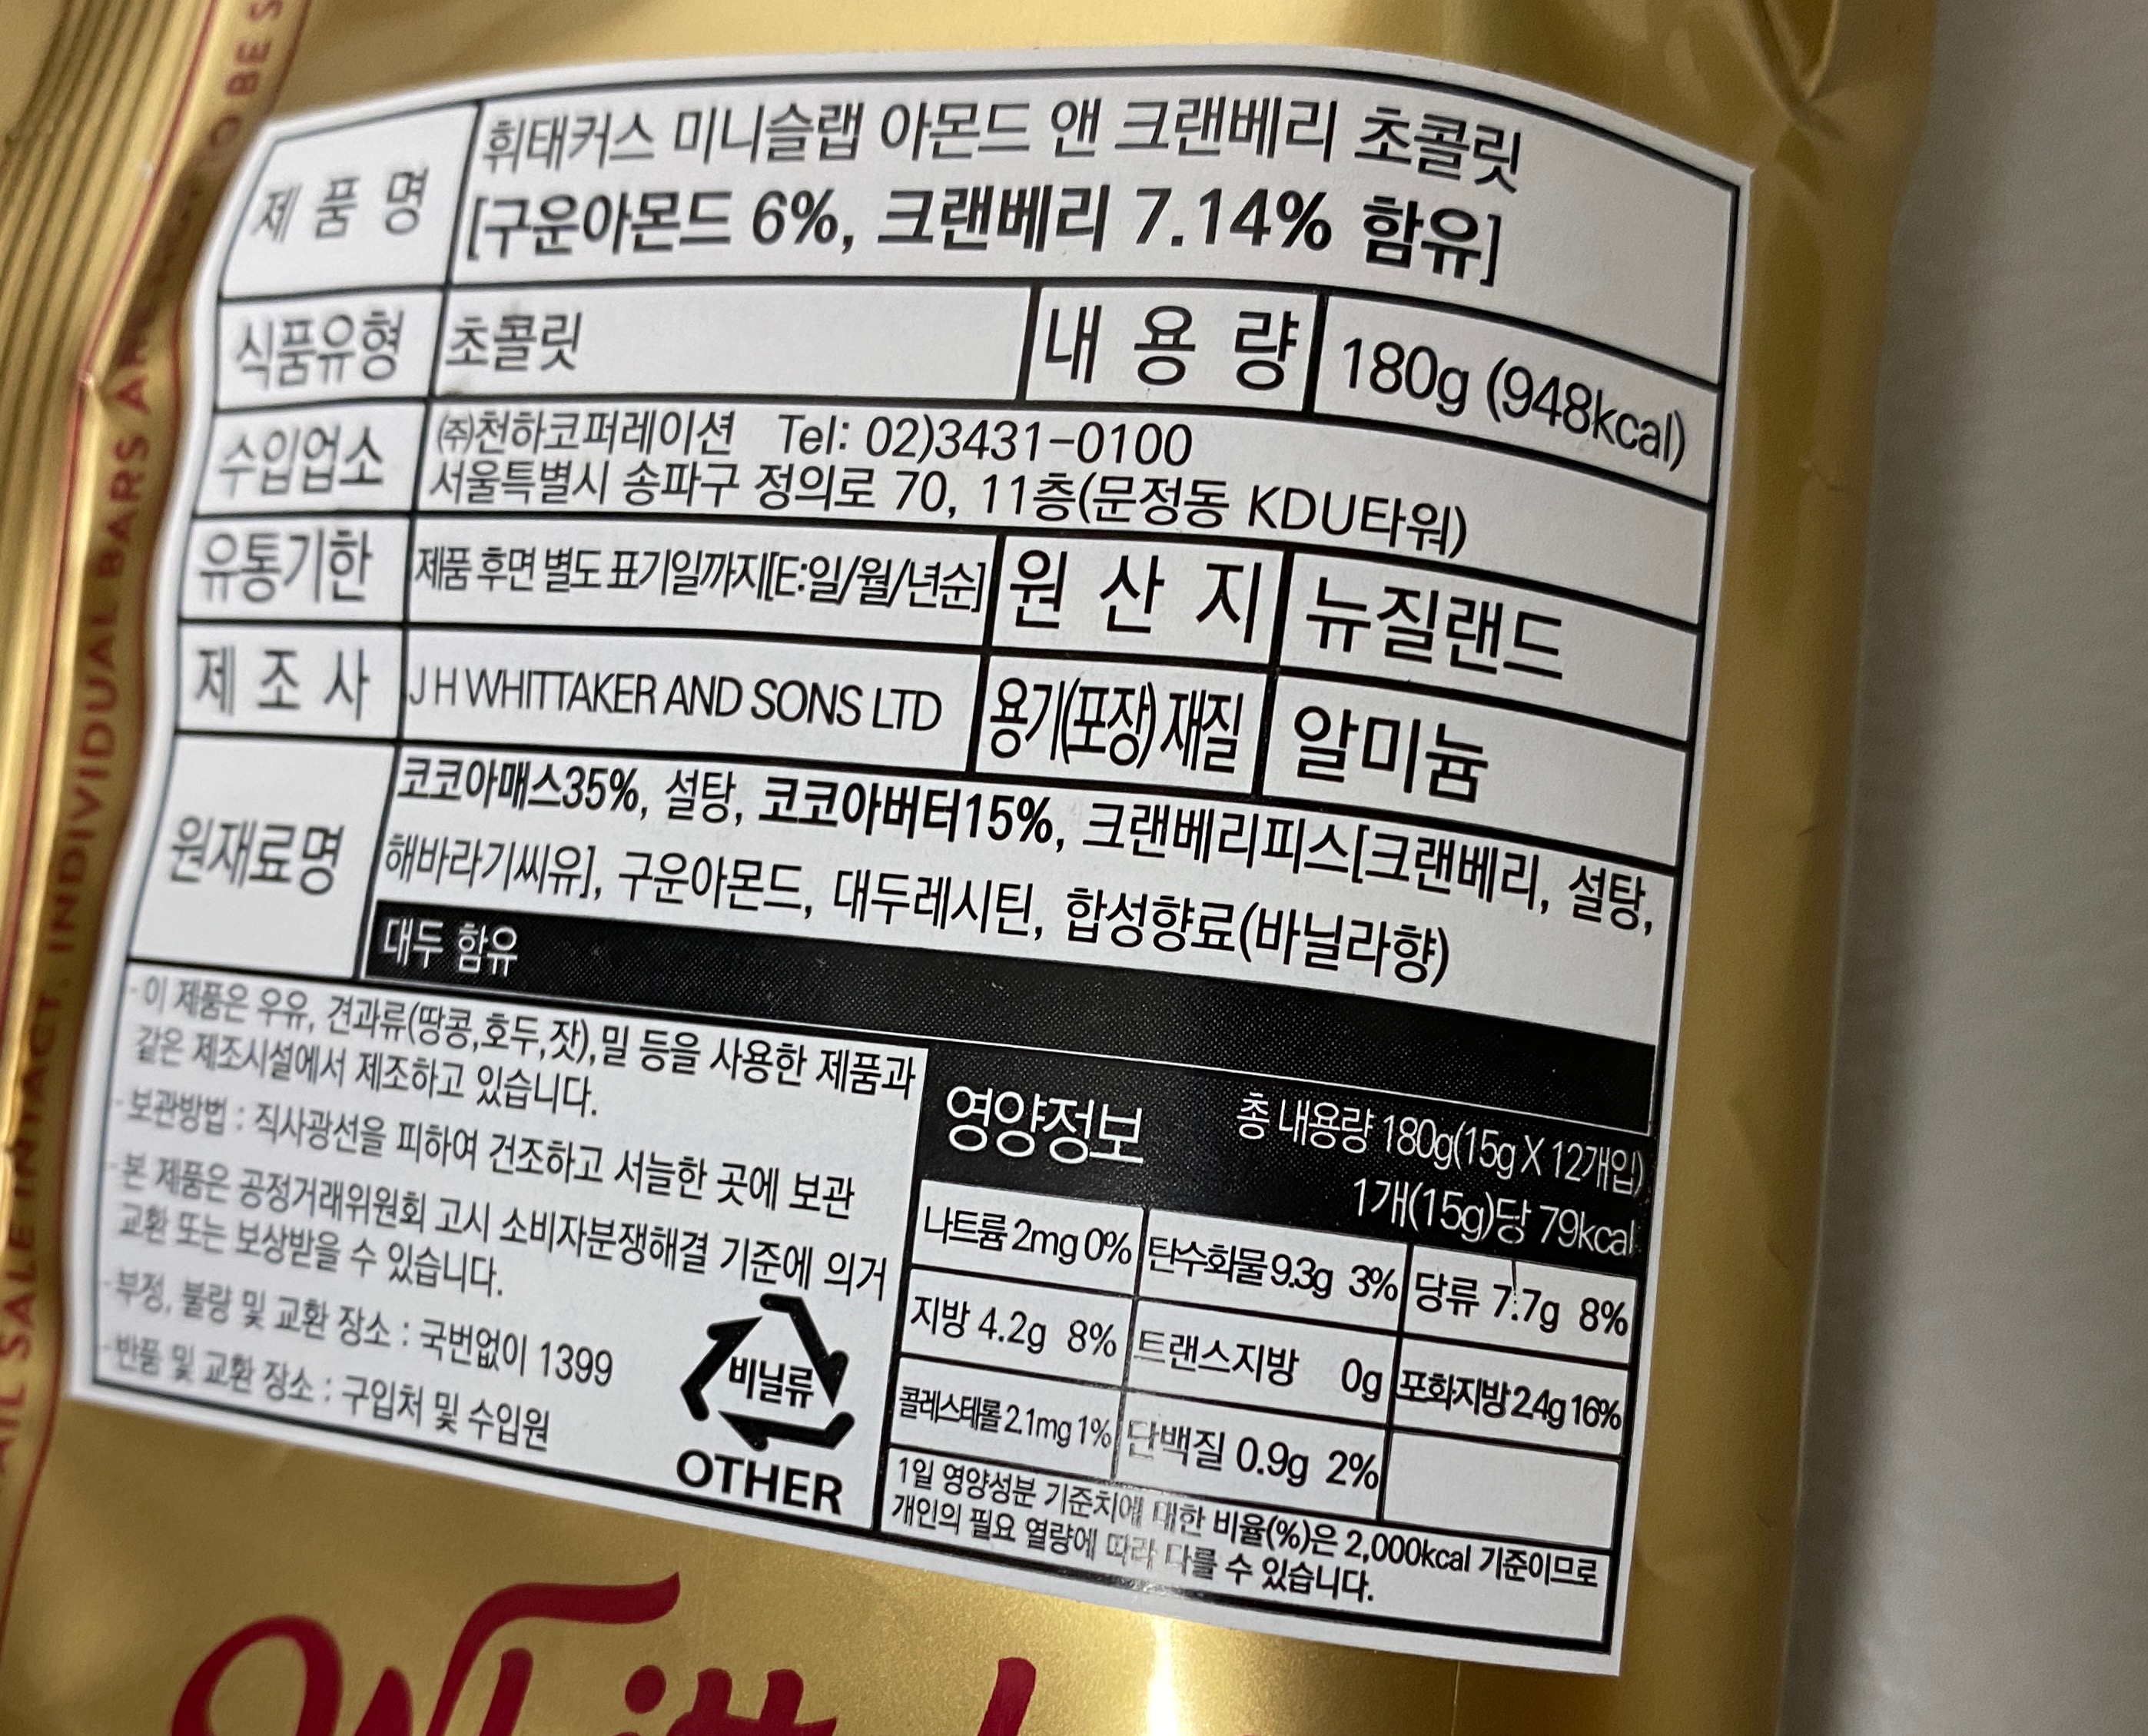 제 품 명
휘태커스 미니슬랩 아몬드 앤 크랜베리 초콜릿
[구운아몬드 6%, 크랜베리 7.14% 함유]
식품유형
초콜릿
내 용 량
180g (948kcal)
수입업소
㈜천하코퍼레이션 Tel: 02)3431-0100
서울특별시 송파구 정의로 70, 11층(문정동 KDU타워)
유통기한
제품 후면 별도 표기일까지[E:일/월/년순]
원 산 지
뉴질랜드
제 조 사
J H WHITTAKER AND SONS LTD
용기(포장) 재질
알미늄
원재료명
코코아매스35%, 설탕, 코코아버터15%, 크랜베리피스[크랜베리, 설탕,
해바라기씨유], 구운아몬드, 대두레시틴, 합성향료(바닐라향)
대두 함유
- 이 제품은 우유, 견과류(땅콩,호두,잣),밀 등을 사용한 제품과
같은 제조시설에서 제조하고 있습니다.
- 보관방법 : 직사광선을 피하여 건조하고 서늘한 곳에 보관
- 본 제품은 공정거래위원회 고시 소비자분쟁해결 기준에 의거
교환 또는 보상받을 수 있습니다.
- 부정, 불량 및 교환 장소 : 국번없이 1399
- 반품 및 교환 장소 : 구입처 및 수입원
비닐류
OTHER
영양정보
총 내용량 180g(15g X 12개입)
1개(15g)당 79kcal
나트륨 2mg 0%
탄수화물 9.3g 3%
당류 7.7g 8%
지방 4.2g 8%
트랜스지방 0g
포화지방 2.4g 16%
콜레스테롤 2.1mg 1%
단백질 0.9g 2%
1일 영양성분 기준치에 대한 비율(%)은 2,000kcal 기준이므로
개인의 필요 열량에 따라 다를 수 있습니다.
INTACT. INDIVIDUAL BARS